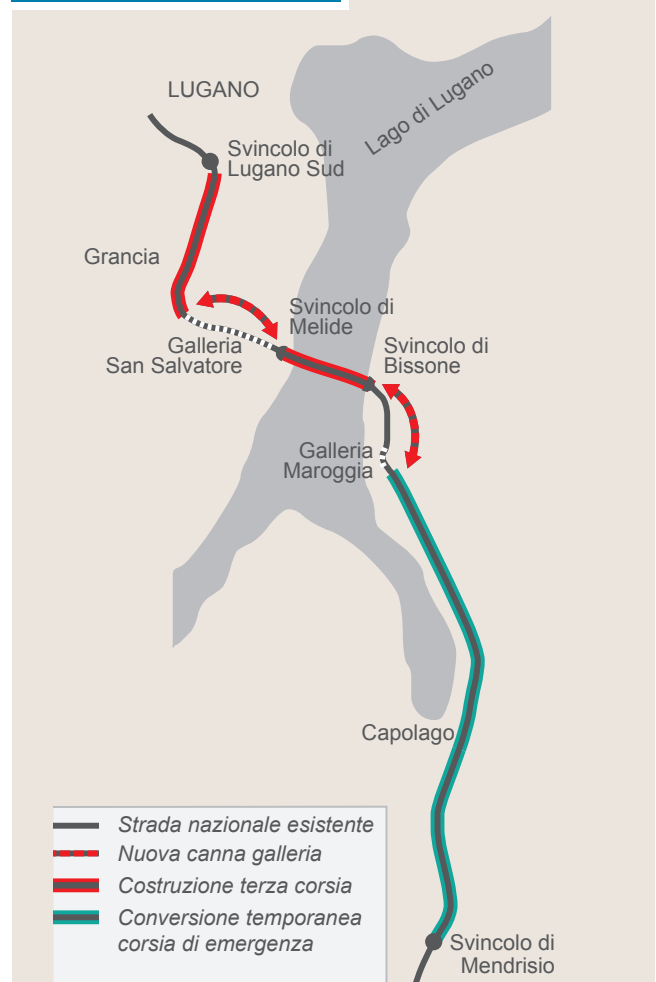 LUGANO
Lago di Lugano
Svincolo di
Lugano Sud
Grancia
Svincolo di
Melide
Galleria
San Salvatore
Svincolo di
Bissone
Galleria
Maroggia
Capolago
Strada nazionale esistente
Nuova canna galleria
Costruzione terza corsia
Conversione temporanea
corsia di emergenza
Svincolo di
Mendrisio